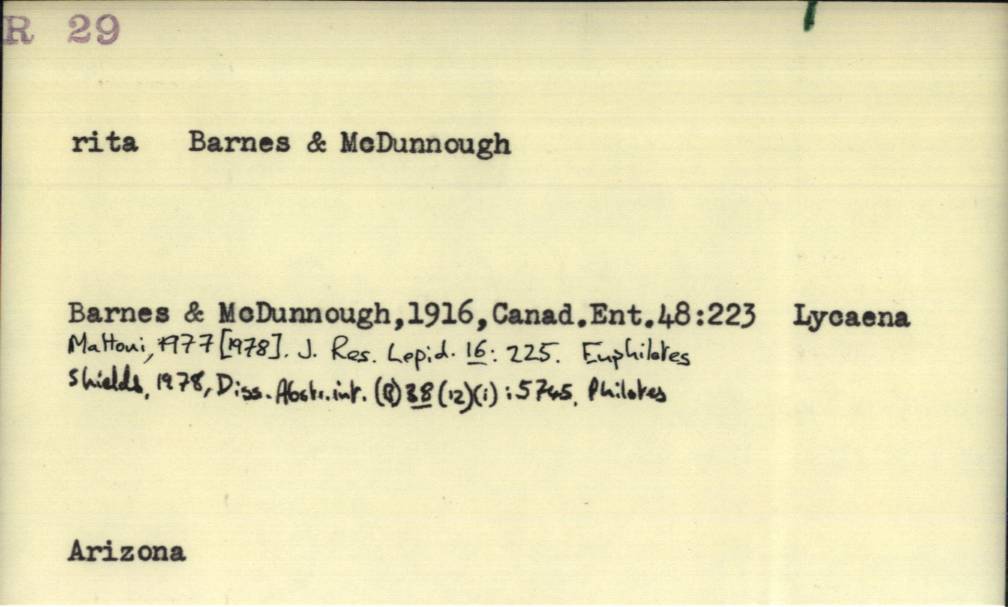 R 29
rita Barnes & McDunnough
Barnes & McDunnough,1916,Canad.Ent.48:223 Lycaena
Mattoni, 1977 [1978]. J. Res. Lepid. 16: 225. Euphilotes
Shields, 1978, Diss. Abstr. int. (B) 38 (12)(1) : 5745. Philotes
Arizona